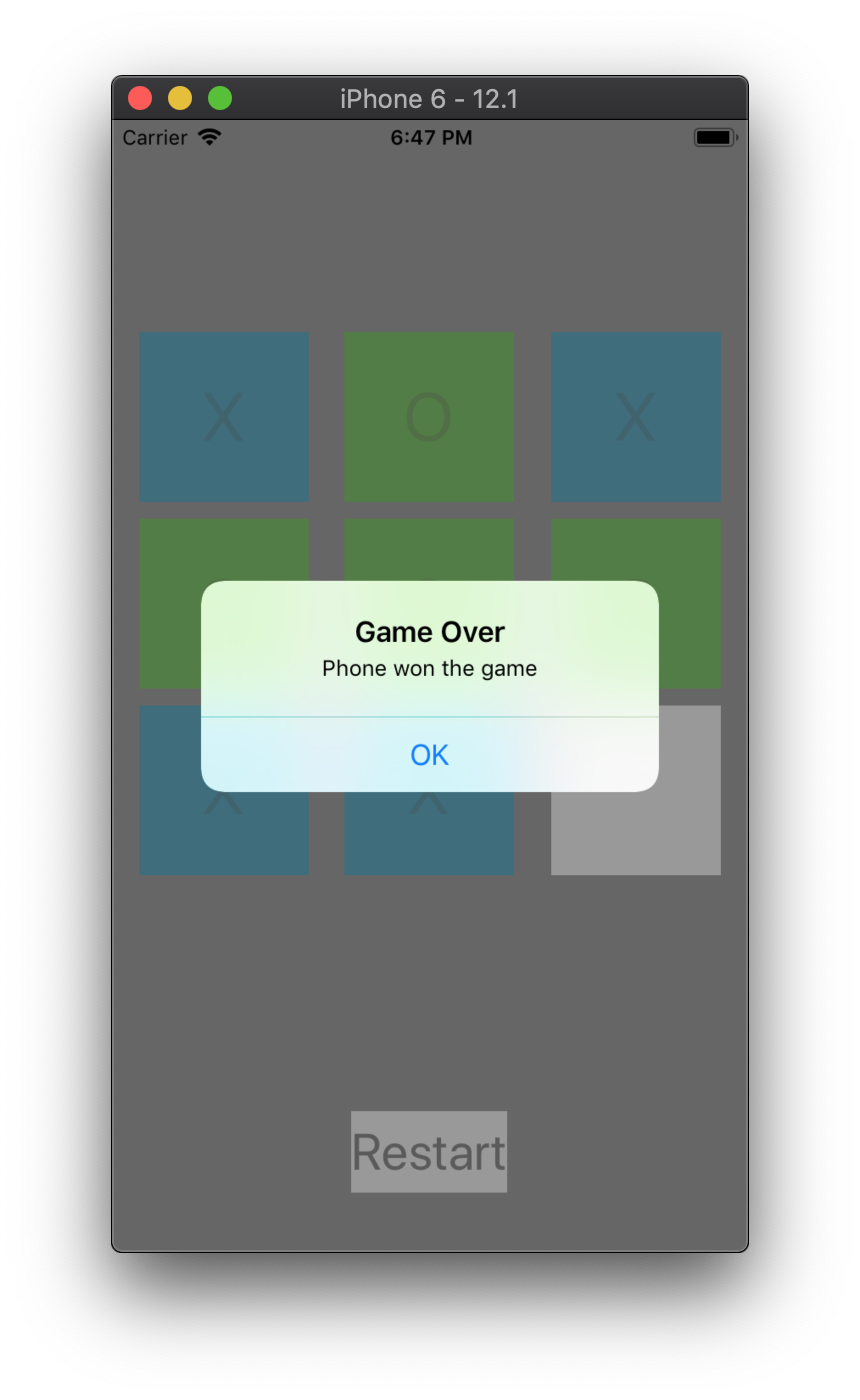 iPhone 6 - 12.1
Carrier 6:47 PM
X O X
Game Over
Phone won the game
OK
X X
Restart